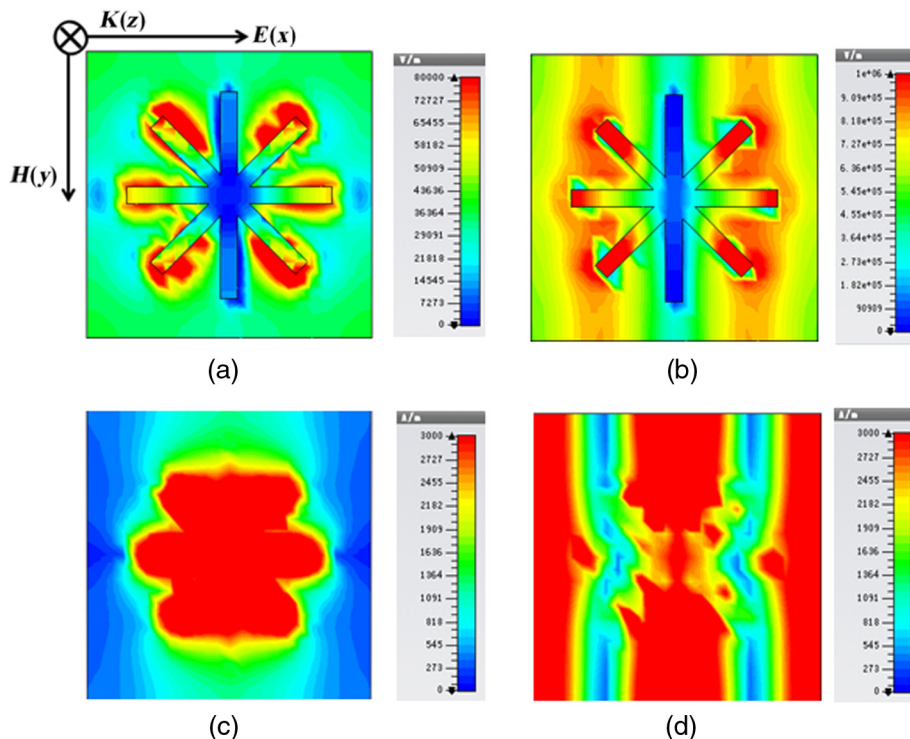 K(z)
E(x)
H(y)
V/m
80000
72727
65455
58182
50909
43636
36364
29091
21818
14545
7273
0
(a)
V/m
1e+06
9.09e+05
8.18e+05
7.27e+05
6.36e+05
5.45e+05
4.55e+05
3.64e+05
2.73e+05
1.82e+05
90909
0
(b)
A/m
3000
2727
2455
2182
1909
1636
1364
1091
818
545
273
0
(c)
A/m
3000
2727
2455
2182
1909
1636
1364
1091
818
545
273
0
(d)